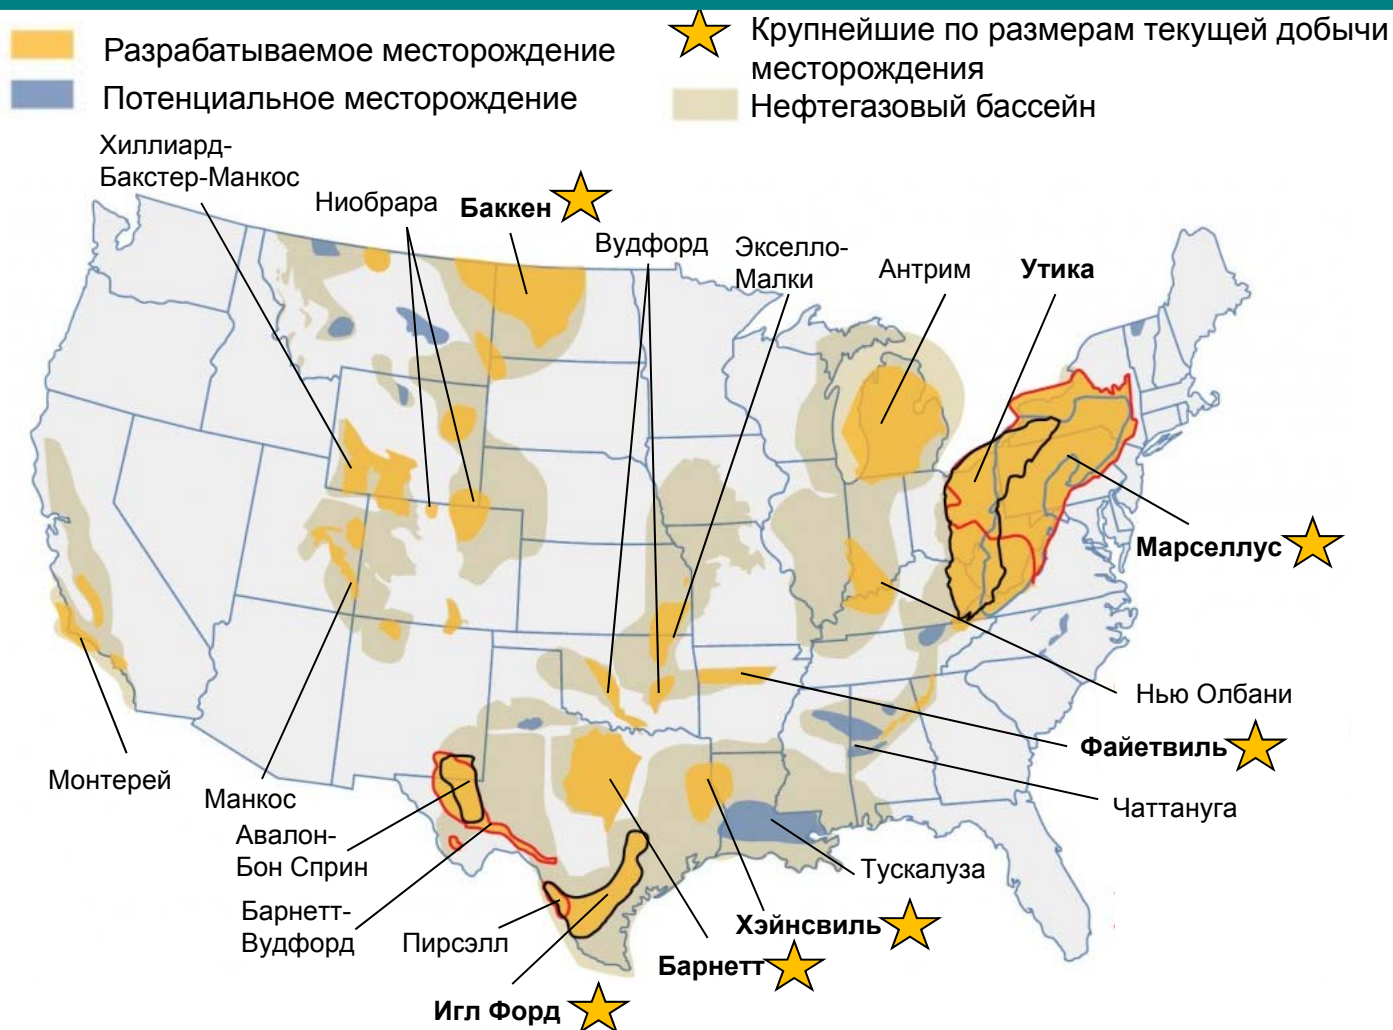 Разрабатываемое месторождение
Потенциальное месторождение
Крупнейшие по размерам текущей добычи
месторождения
Нефтегазовый бассейн
Хиллиард-
Бакстер-Манкос
Ниобрара
Баккен
Вудфорд
Экселло-
Малки
Антрим
Утика
Марселлус
Нью Олбани
Файетвиль
Чаттануга
Монтерей
Манкос
Авалон-
Бон Сприн
Барнетт-
Вудфорд
Пирсэлл
Тускалуза
Хэйнсвиль
Барнетт
Игл Форд